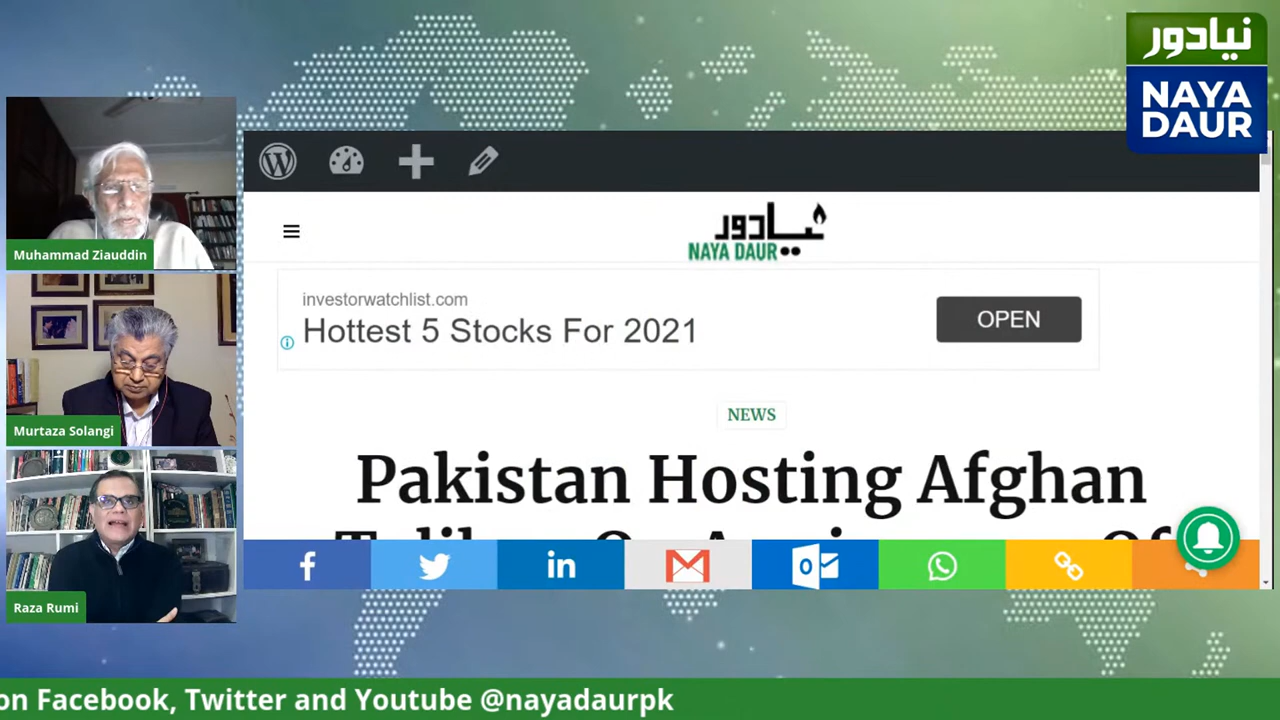 نیادور
NAYA
DAUR
Muhammad Ziauddin
Murtaza Solangi
Raza Rumi
نیادور
NAYA DAUR
investorwatchlist.com
Hottest 5 Stocks For 2021
OPEN
NEWS
Pakistan Hosting Afghan
on Facebook, Twitter and Youtube @nayadaurpk